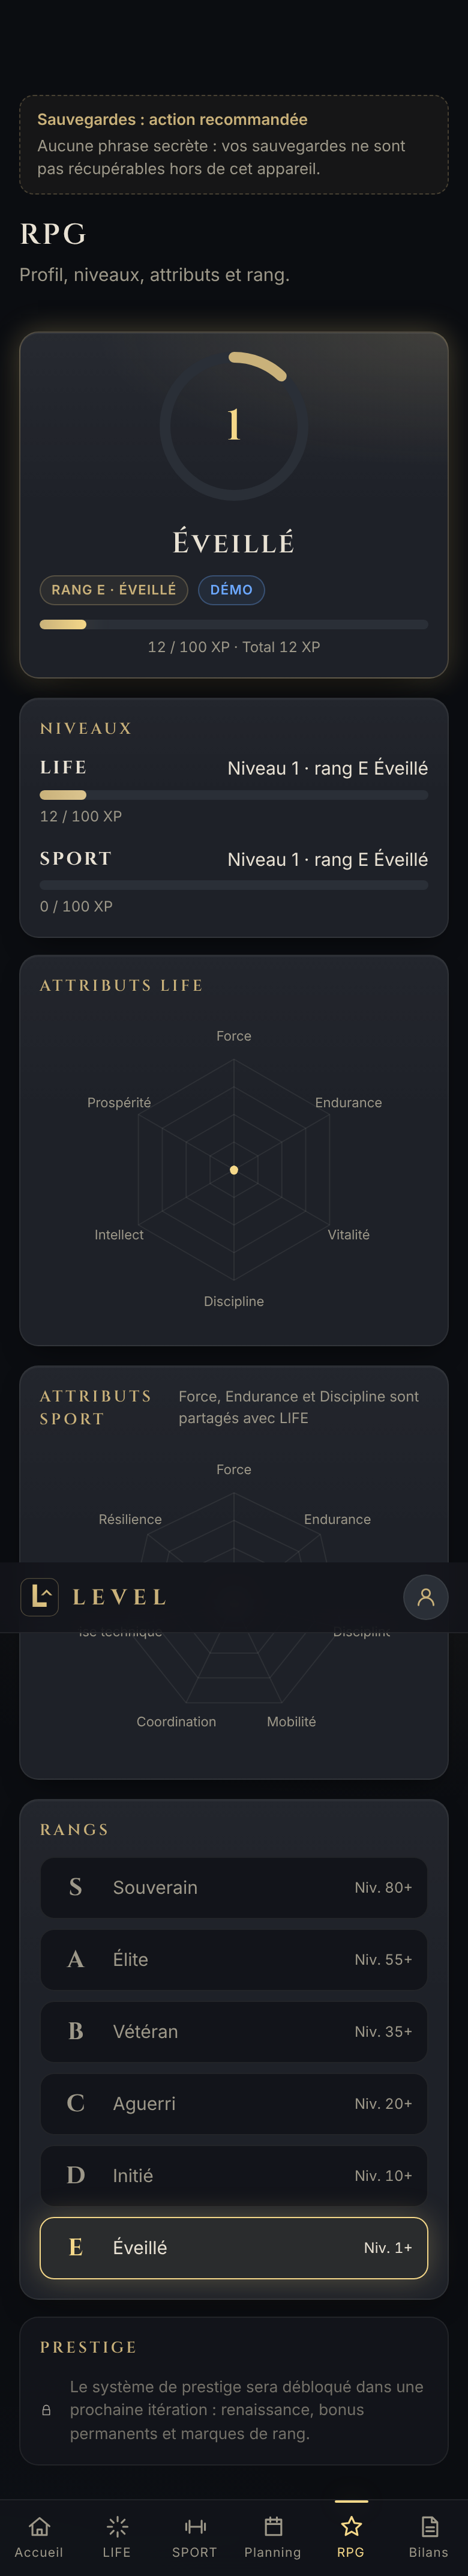 Sauvegardes : action recommandée
Aucune phrase secrète : vos sauvegardes ne sont
pas récupérables hors de cet appareil.
RPG
Profil, niveaux, attributs et rang.
1
Éveillé
RANG E · ÉVEILLÉ DÉMO
12 / 100 XP · Total 12 XP
NIVEAUX
LIFE Niveau 1 · rang E Éveillé
12 / 100 XP
SPORT Niveau 1 · rang E Éveillé
0 / 100 XP
ATTRIBUTS LIFE
Force
Prospérité Endurance
Intellect Vitalité
Discipline
ATTRIBUTS
SPORT
Force, Endurance et Discipline sont
partagés avec LIFE
Force
Résilience Endurance
LEVEL
Coordination Mobilité
RANGS
S Souverain Niv. 80+
A Élite Niv. 55+
B Vétéran Niv. 35+
C Aguerri Niv. 20+
D Initié Niv. 10+
E Éveillé Niv. 1+
PRESTIGE
Le système de prestige sera débloqué dans une
prochaine itération : renaissance, bonus
permanents et marques de rang.
Accueil LIFE SPORT Planning RPG Bilans